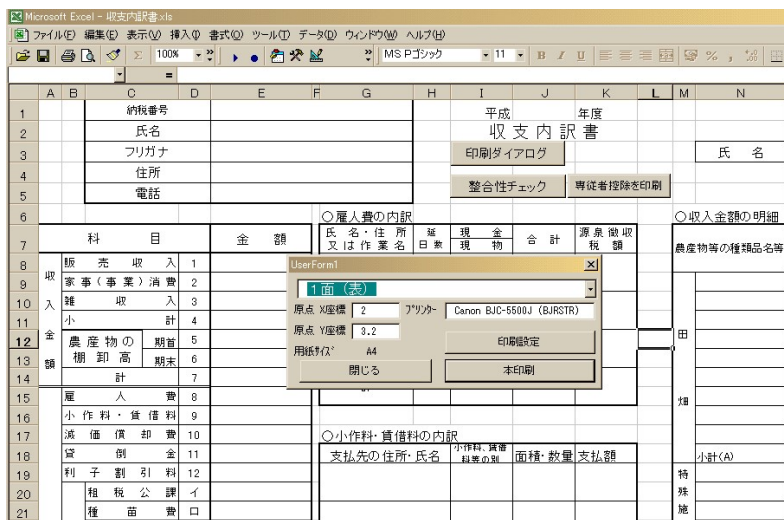 Microsoft Excel - 収支内訳書.xls
ファイル(F) 編集(E) 表示(V) 挿入(I) 書式(O) ツール(T) データ(D) ウィンドウ(W) ヘルプ(H)
100% MS Pゴシック 11 B I U % ,
=
A B C D E F G H I J K L M N
1 納税番号 平成 年度
2 氏名 収支内訳書
3 フリガナ 印刷ダイアログ 氏 名
4 住所
5 電話 整合性チェック 専従者控除を印刷
6 〇雇人費の内訳 〇収入金額の明細
7 科 目 金 額 氏名・住所 又は作業名 延日数 現金 現物 合計 源泉徴収税額 農産物等の種類品名等
8 販売収入 1
9 家事(事業)消費 2
10 雑収入 3
11 小計 4
12 農産物の棚卸高 期首 5
13 期末 6
14 計 7
収入金額
UserForm1
1面(表)
原点 X座標 2 プリンター Canon BJC-5500J (BJRSTR)
原点 Y座標 3.2 印刷設定
用紙サイズ A4
閉じる 本印刷
田
畑
15 雇人費 8
16 小作料・賃借料 9
17 減価償却費 10 〇小作料・賃借料の内訳
18 貸倒金 11 支払先の住所・氏名 小作料、賃借料等の別 面積・数量 支払額 小計(A)
19 利子割引料 12
20 租税公課 イ
21 種苗費 ロ
特殊施